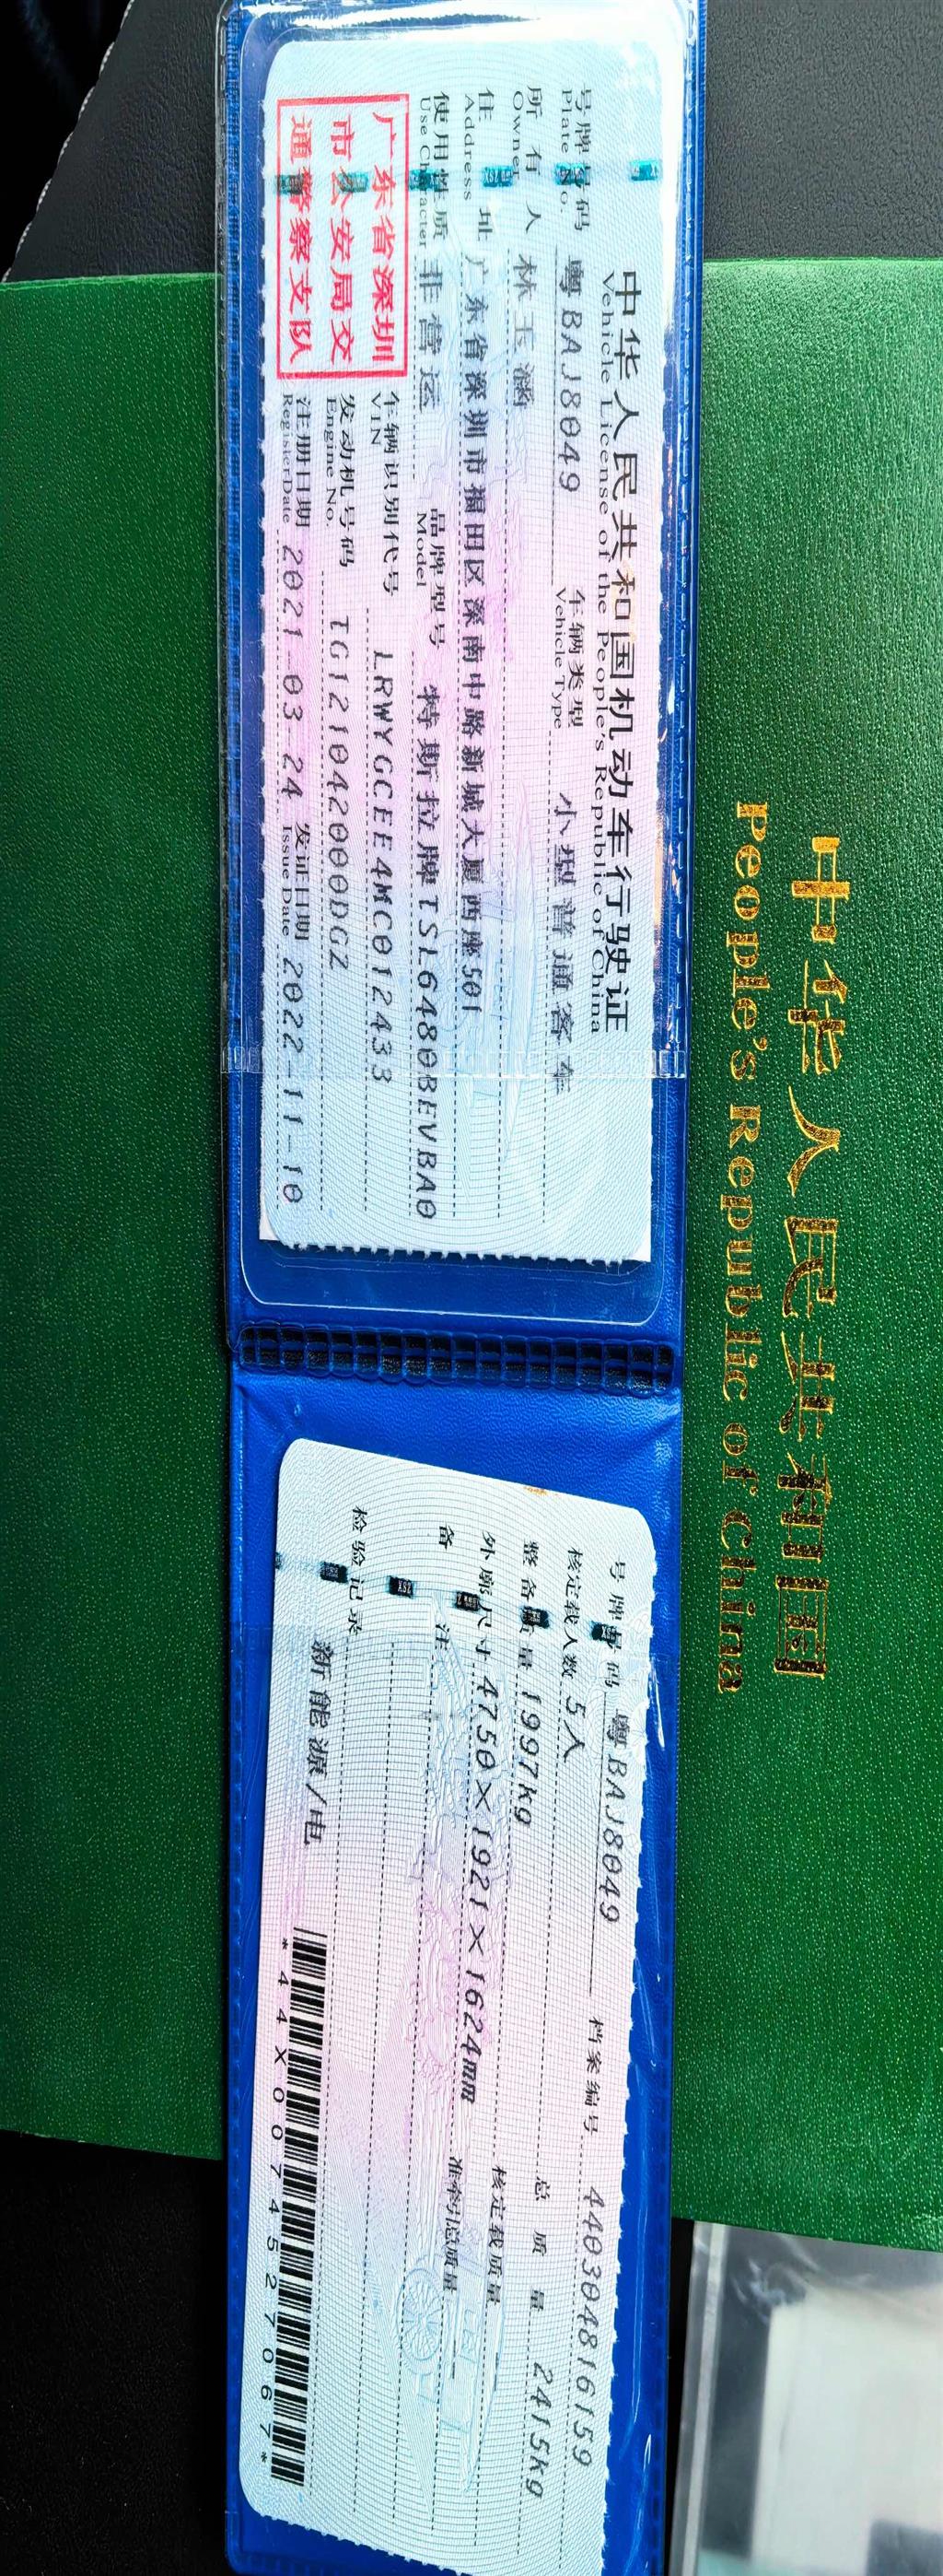 中华人民共和国机动车行驶证
Vehicle License of the People's Republic of China
号牌号码 粤BAJ8049 车辆类型 小型普通客车
Plate No. Vehicle Type
所有人 林玉涵
Owner
住址 广东省深圳市福田区深南中路新城大厦西座501
Address
使用性质 非营运 品牌型号 特斯拉牌TSL6480BEVBA0
Use Character Model
广东省深圳
市公安局交
通警察支队
车辆识别代号 LRWYGCEE4MC012433
VIN
发动机号码 TG121042000DGZ
Engine No.
注册日期 2021-03-24 发证日期 2022-11-10
Register Date Issue Date
号牌号码 粤BAJ8049 档案编号 440304816159
核定载人数 5人 总质量 2415kg
整备质量 1997kg 核定载质量 —
外廓尺寸 4750×1921×1624mm 准牵引总质量 —
备注
检验记录
新能源/电
*44X0074527067*
中华人民共和国
People's Republic of China